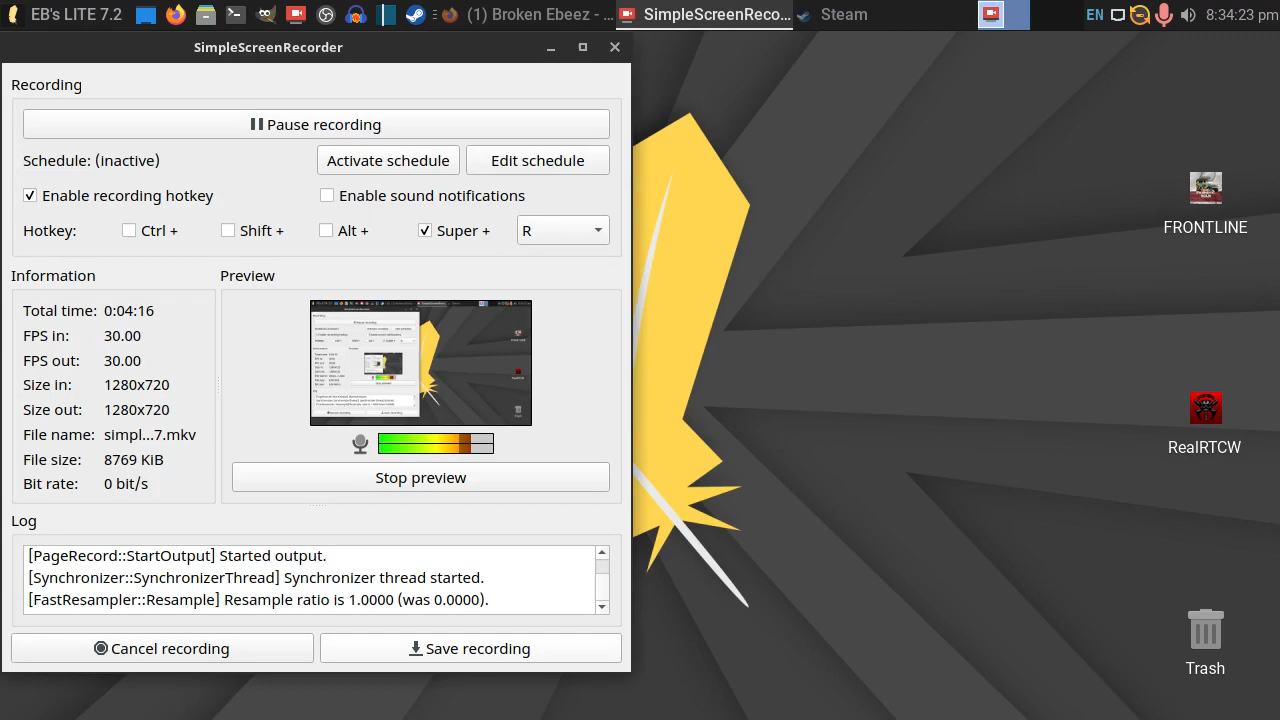 EB's LITE 7.2
(1) Broken Ebeez - ...
SimpleScreenReco...
Steam
EN
8:34:23 pm
SimpleScreenRecorder
Recording
Pause recording
Schedule: (inactive)
Activate schedule
Edit schedule
Enable recording hotkey
Enable sound notifications
Hotkey:
Ctrl +
Shift +
Alt +
Super +
R
Information
Preview
Total time: 0:04:16
FPS in: 30.00
FPS out: 30.00
Size in: 1280x720
Size out: 1280x720
File name: simpl...7.mkv
File size: 8769 KiB
Bit rate: 0 bit/s
Stop preview
Log
[PageRecord::StartOutput] Started output.
[Synchronizer::SynchronizerThread] Synchronizer thread started.
[FastResampler::Resample] Resample ratio is 1.0000 (was 0.0000).
Cancel recording
Save recording
FRONTLINE
RealRTCW
Trash